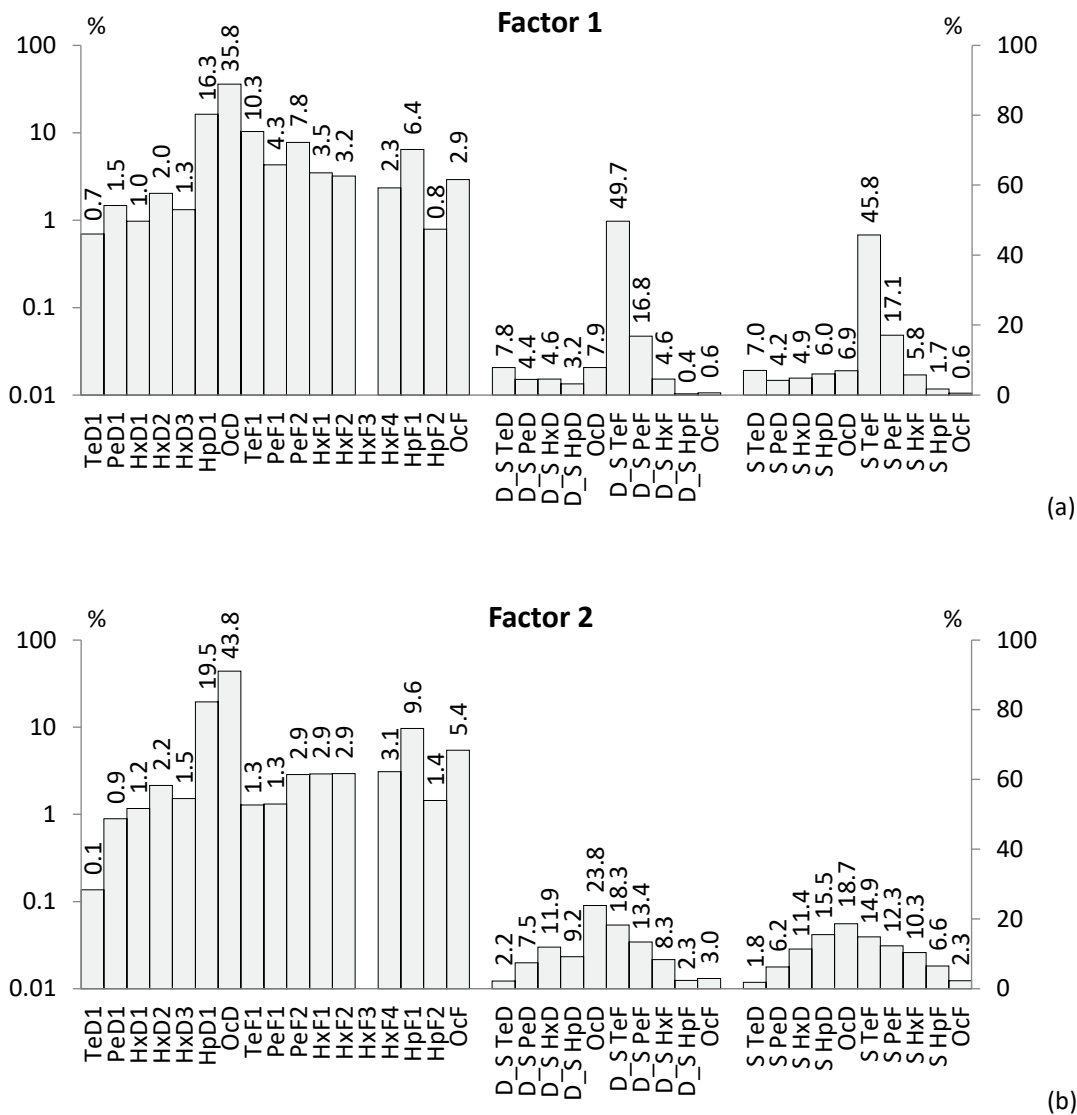 Factor 1
% %
100 100
10 80
1 60
0.1 40
0.01 20
0
0.7 1.5 1.0 2.0 1.3 16.3 35.8 10.3 4.3 7.8 3.5 3.2 2.3 6.4 0.8 2.9
7.8 4.4 4.6 3.2 7.9 49.7 16.8 4.6 0.4 0.6
7.0 4.2 4.9 6.0 6.9 45.8 17.1 5.8 1.7 0.6
TeD1 PeD1 HxD1 HxD2 HxD3 HpD1 OcD TeF1 PeF1 PeF2 HxF1 HxF2 HxF3 HxF4 HpF1 HpF2 OcF
D_S TeD D_S PeD D_S HxD D_S HpD OcD D_S TeF D_S PeF D_S HxF D_S HpF OcF
S TeD S PeD S HxD S HpD OcD S TeF S PeF S HxF S HpF OcF
(a)
Factor 2
% %
100 100
10 80
1 60
0.1 40
0.01 20
0
0.1 0.9 1.2 2.2 1.5 19.5 43.8 1.3 1.3 2.9 2.9 2.9 3.1 9.6 1.4 5.4
2.2 7.5 11.9 9.2 23.8 18.3 13.4 8.3 2.3 3.0
1.8 6.2 11.4 15.5 18.7 14.9 12.3 10.3 6.6 2.3
TeD1 PeD1 HxD1 HxD2 HxD3 HpD1 OcD TeF1 PeF1 PeF2 HxF1 HxF2 HxF3 HxF4 HpF1 HpF2 OcF
D_S TeD D_S PeD D_S HxD D_S HpD OcD D_S TeF D_S PeF D_S HxF D_S HpF OcF
S TeD S PeD S HxD S HpD OcD S TeF S PeF S HxF S HpF OcF
(b)